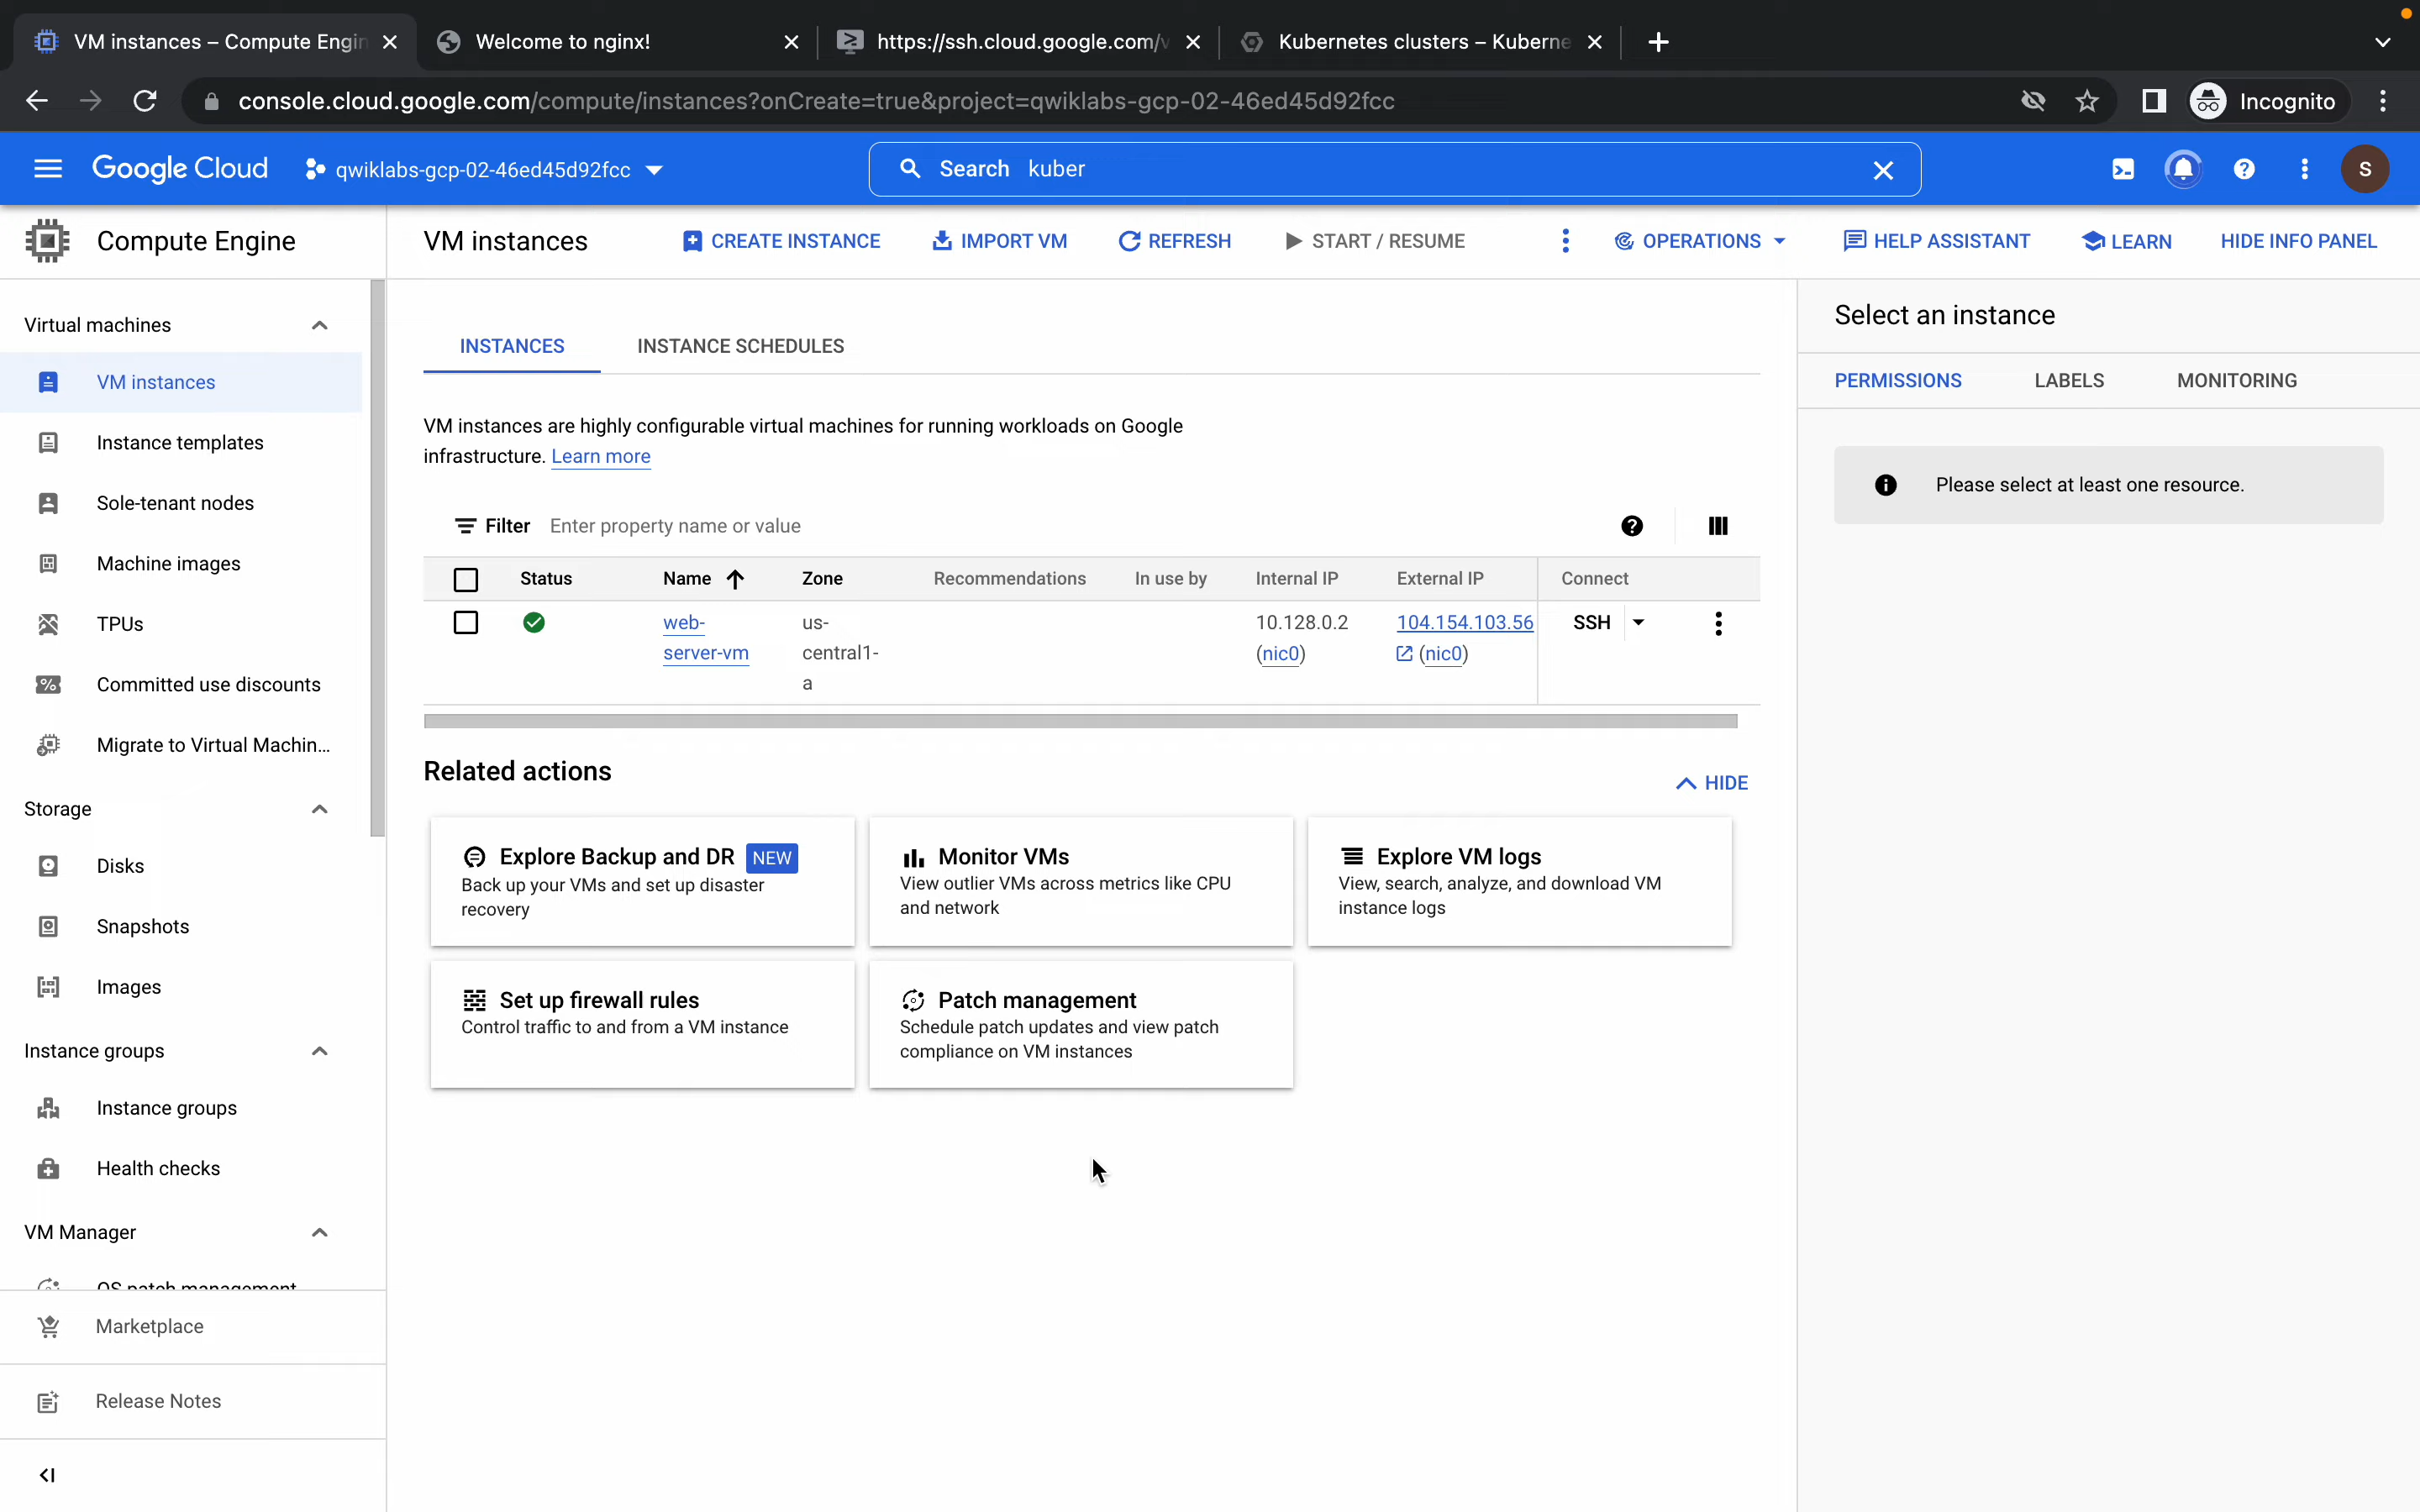 VM instances – Compute Engin
Welcome to nginx!
https://ssh.cloud.google.com/v
Kubernetes clusters – Kuberne
console.cloud.google.com/compute/instances?onCreate=true&project=qwiklabs-gcp-02-46ed45d92fcc
Incognito
Google Cloud
qwiklabs-gcp-02-46ed45d92fcc
Search kuber
S
Compute Engine
VM instances
CREATE INSTANCE
IMPORT VM
REFRESH
START / RESUME
OPERATIONS
HELP ASSISTANT
LEARN
HIDE INFO PANEL
Virtual machines
VM instances
Instance templates
Sole-tenant nodes
Machine images
TPUs
Committed use discounts
Migrate to Virtual Machin...
Storage
Disks
Snapshots
Images
Instance groups
Instance groups
Health checks
VM Manager
OS patch management
Marketplace
Release Notes
INSTANCES
INSTANCE SCHEDULES
VM instances are highly configurable virtual machines for running workloads on Google
infrastructure. Learn more
Filter Enter property name or value
Status Name Zone Recommendations In use by Internal IP External IP Connect
web- us- 10.128.0.2 104.154.103.56 SSH
server-vm central1- (nic0) (nic0)
a
Related actions
HIDE
Explore Backup and DR NEW
Back up your VMs and set up disaster
recovery
Monitor VMs
View outlier VMs across metrics like CPU
and network
Explore VM logs
View, search, analyze, and download VM
instance logs
Set up firewall rules
Control traffic to and from a VM instance
Patch management
Schedule patch updates and view patch
compliance on VM instances
Select an instance
PERMISSIONS
LABELS
MONITORING
Please select at least one resource.